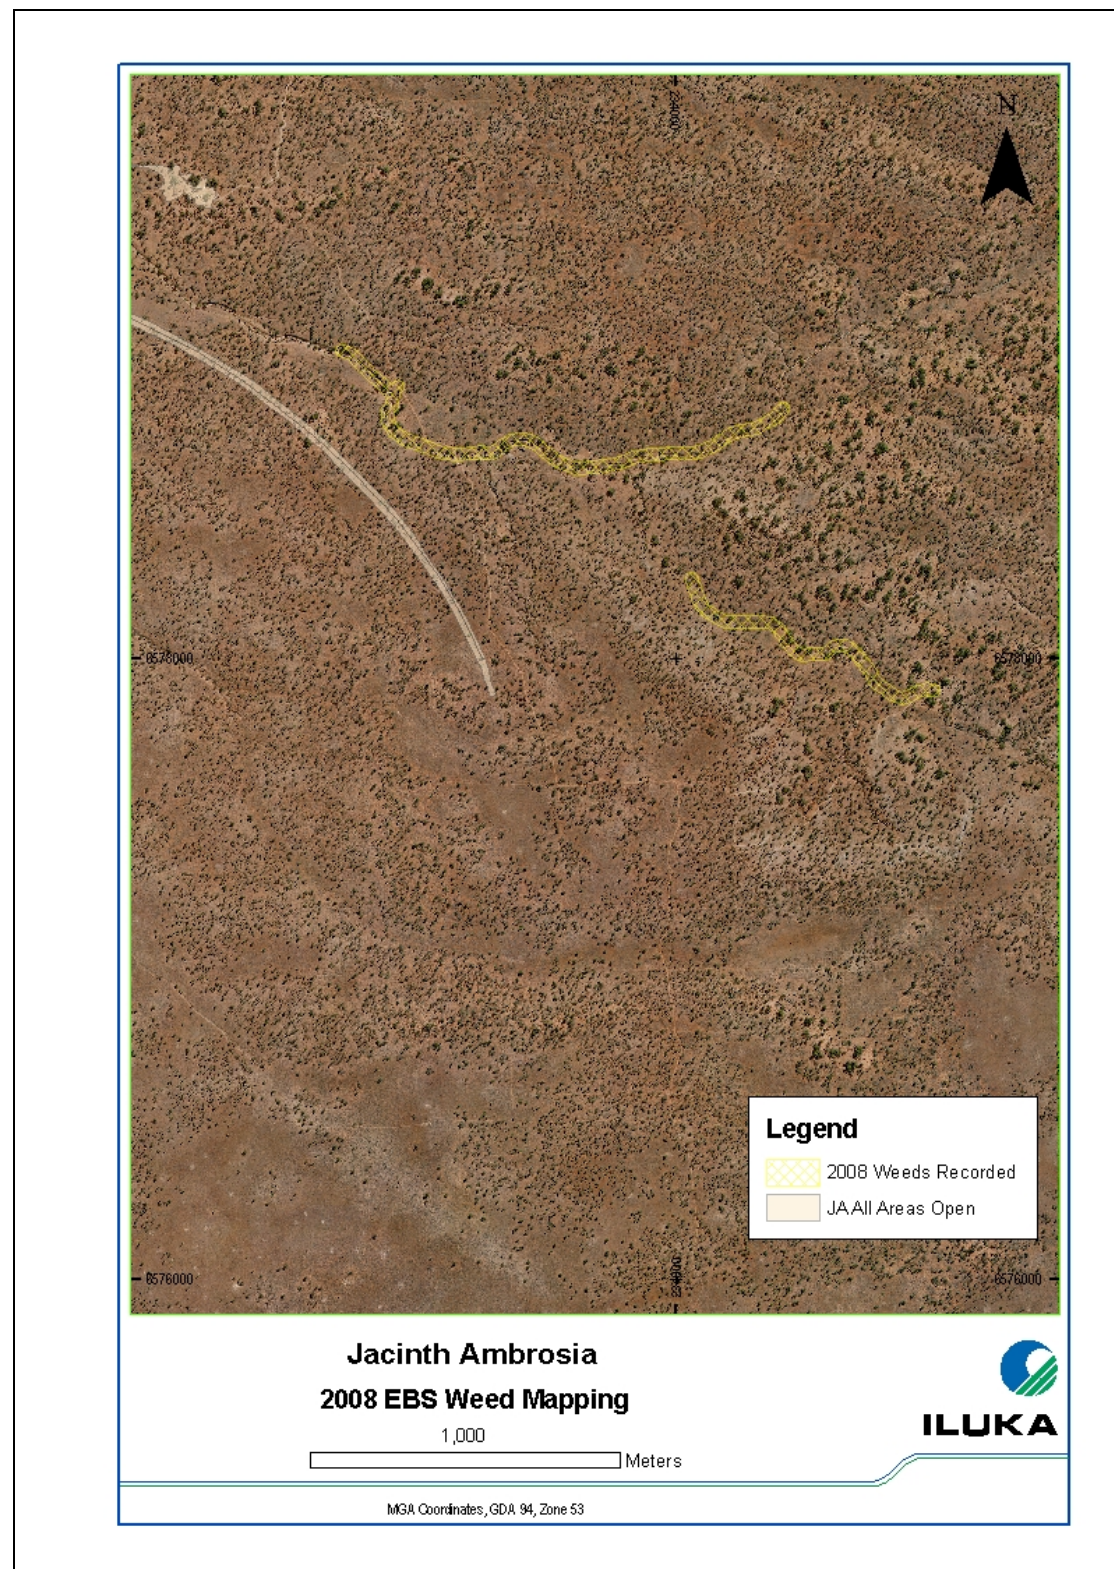 N
6578000
6578000
Legend
2008 Weeds Recorded
JA All Areas Open
6576000
6576000
Jacinth Ambrosia
2008 EBS Weed Mapping
1,000
Meters
ILUKA
MGA Coordinates, GDA 94, Zone 53